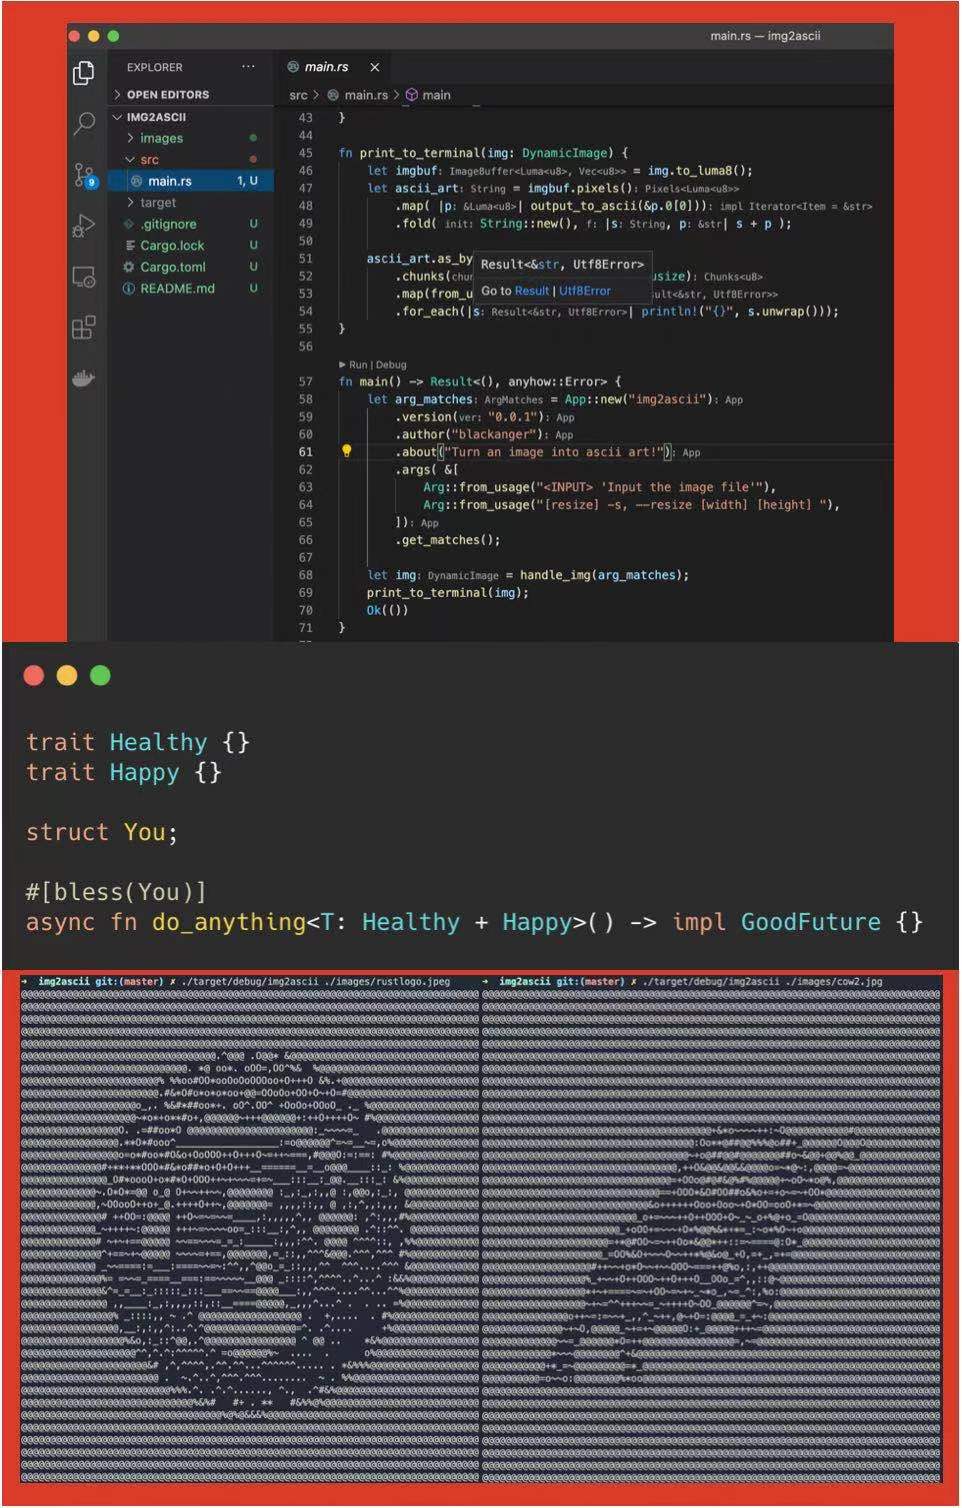 main.rs — img2ascii
EXPLORER ···
main.rs
OPEN EDITORS
src > main.rs > main
IMG2ASCII
images
src
main.rs 1, U
target
.gitignore U
Cargo.lock U
Cargo.toml U
README.md U
9
43 }
44
45 fn print_to_terminal(img: DynamicImage) {
46 let imgbuf: ImageBuffer<Luma<u8>, Vec<u8>> = img.to_luma8();
47 let ascii_art: String = imgbuf.pixels(): Pixels<Luma<u8>>
48 .map( |p: &Luma<u8>| output_to_ascii(&p.0[0])): impl Iterator<Item = &str>
49 .fold( init: String::new(), f: |s: String, p: &str| s + p );
50
51 ascii_art.as_by
52 .chunks(chun usize): Chunks<u8>
53 .map(from_u sult<&str, Utf8Error>>
54 .for_each(|s: Result<&str, Utf8Error>| println!("{}", s.unwrap()));
55 }
56
Result<&str, Utf8Error>
Go to Result | Utf8Error
▶ Run | Debug
57 fn main() -> Result<(), anyhow::Error> {
58 let arg_matches: ArgMatches = App::new("img2ascii"): App
59 .version(ver: "0.0.1"): App
60 .author("blackanger"): App
61 .about("Turn an image into ascii art!"): App
62 .args( &[
63 Arg::from_usage("<INPUT> 'Input the image file'"),
64 Arg::from_usage("[resize] -s, --resize [width] [height] "),
65 ]): App
66 .get_matches();
67
68 let img: DynamicImage = handle_img(arg_matches);
69 print_to_terminal(img);
70 Ok(())
71 }
trait Healthy {}
trait Happy {}
struct You;
#[bless(You)]
async fn do_anything<T: Healthy + Happy>() -> impl GoodFuture {}
➜ img2ascii git:(master) ✗ ./target/debug/img2ascii ./images/rustlogo.jpeg
➜ img2ascii git:(master) ✗ ./target/debug/img2ascii ./images/cow2.jpg